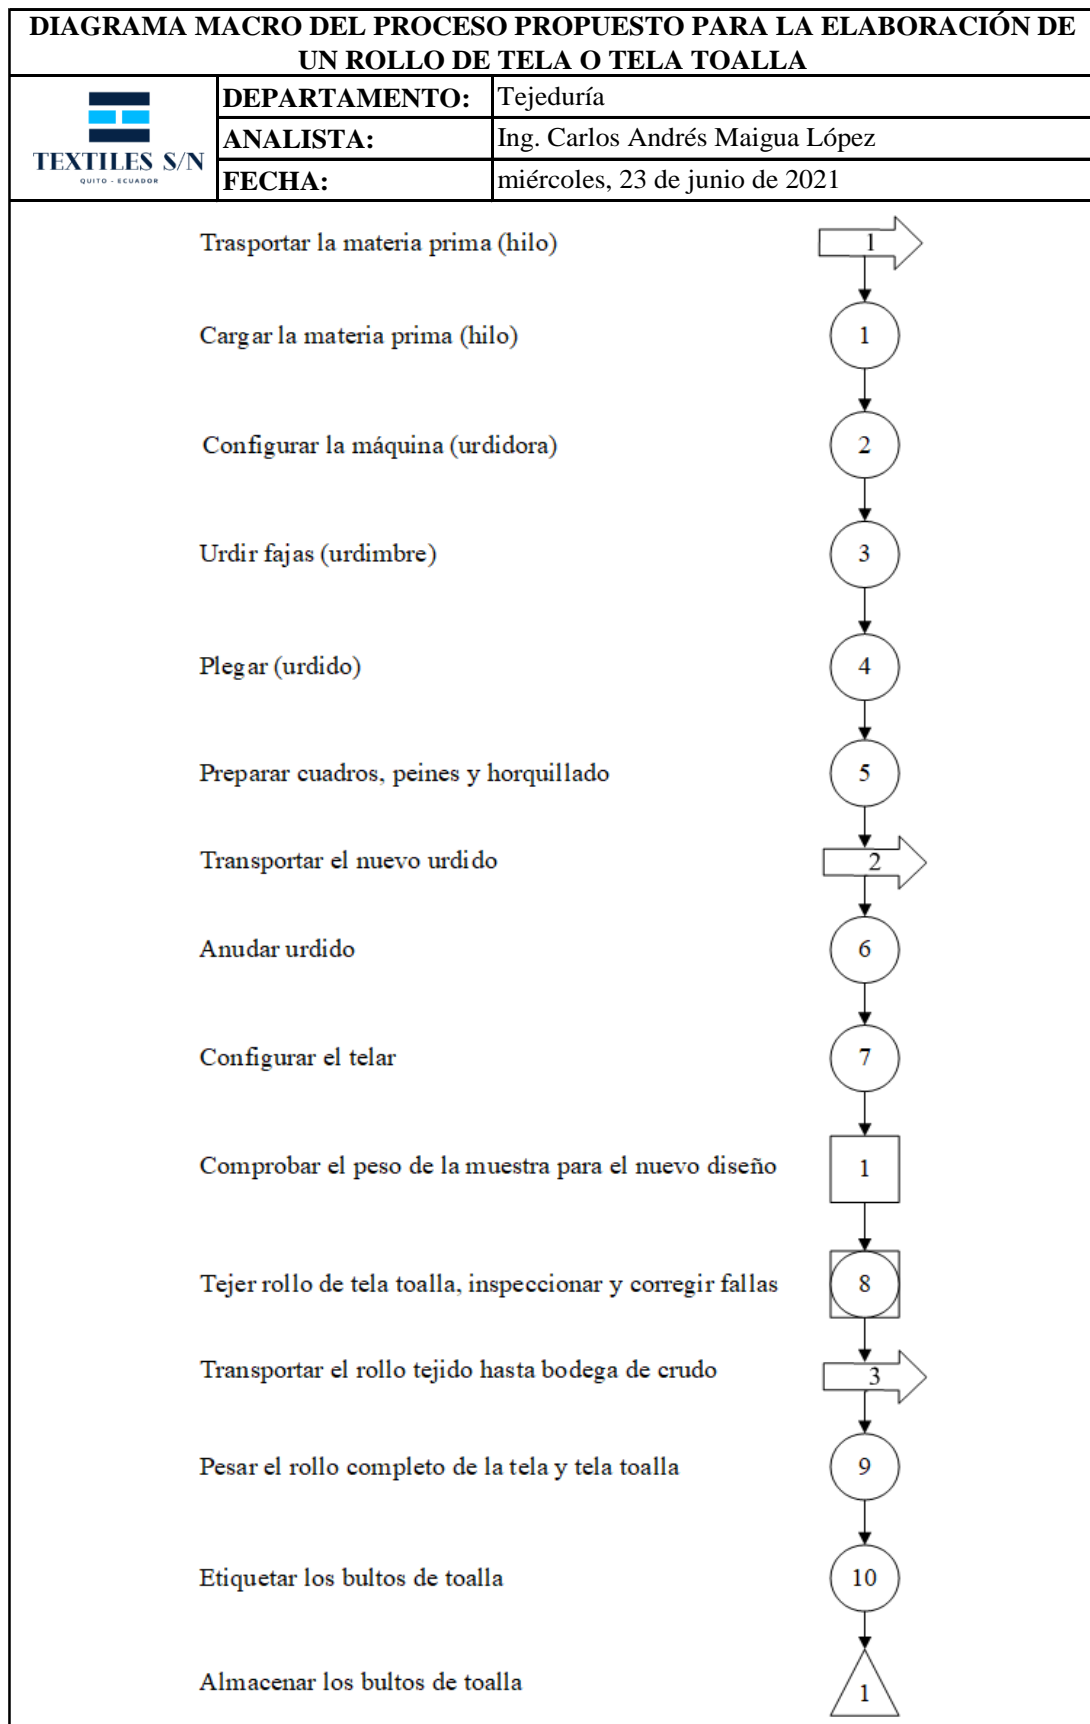 DIAGRAMA MACRO DEL PROCESO PROPUESTO PARA LA ELABORACIÓN DE
UN ROLLO DE TELA O TELA TOALLA
TEXTILES S/N
QUITO - ECUADOR
DEPARTAMENTO: Tejeduría
ANALISTA: Ing. Carlos Andrés Maigua López
FECHA: miércoles, 23 de junio de 2021
Trasportar la materia prima (hilo) 1
Cargar la materia prima (hilo) 1
Configurar la máquina (urdidora) 2
Urdir fajas (urdimbre) 3
Plegar (urdido) 4
Preparar cuadros, peines y horquillado 5
Transportar el nuevo urdido 2
Anudar urdido 6
Configurar el telar 7
Comprobar el peso de la muestra para el nuevo diseño 1
Tejer rollo de tela toalla, inspeccionar y corregir fallas 8
Transportar el rollo tejido hasta bodega de crudo 3
Pesar el rollo completo de la tela y tela toalla 9
Etiquetar los bultos de toalla 10
Almacenar los bultos de toalla 1